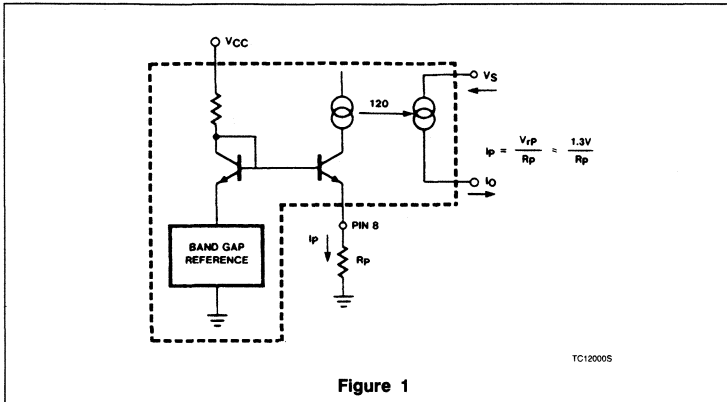 VCC
VS
120
Ip = VrP / Rp = 1.3V / Rp
IO
PIN 8
Ip
Rp
BAND GAP
REFERENCE
TC12000S
Figure 1